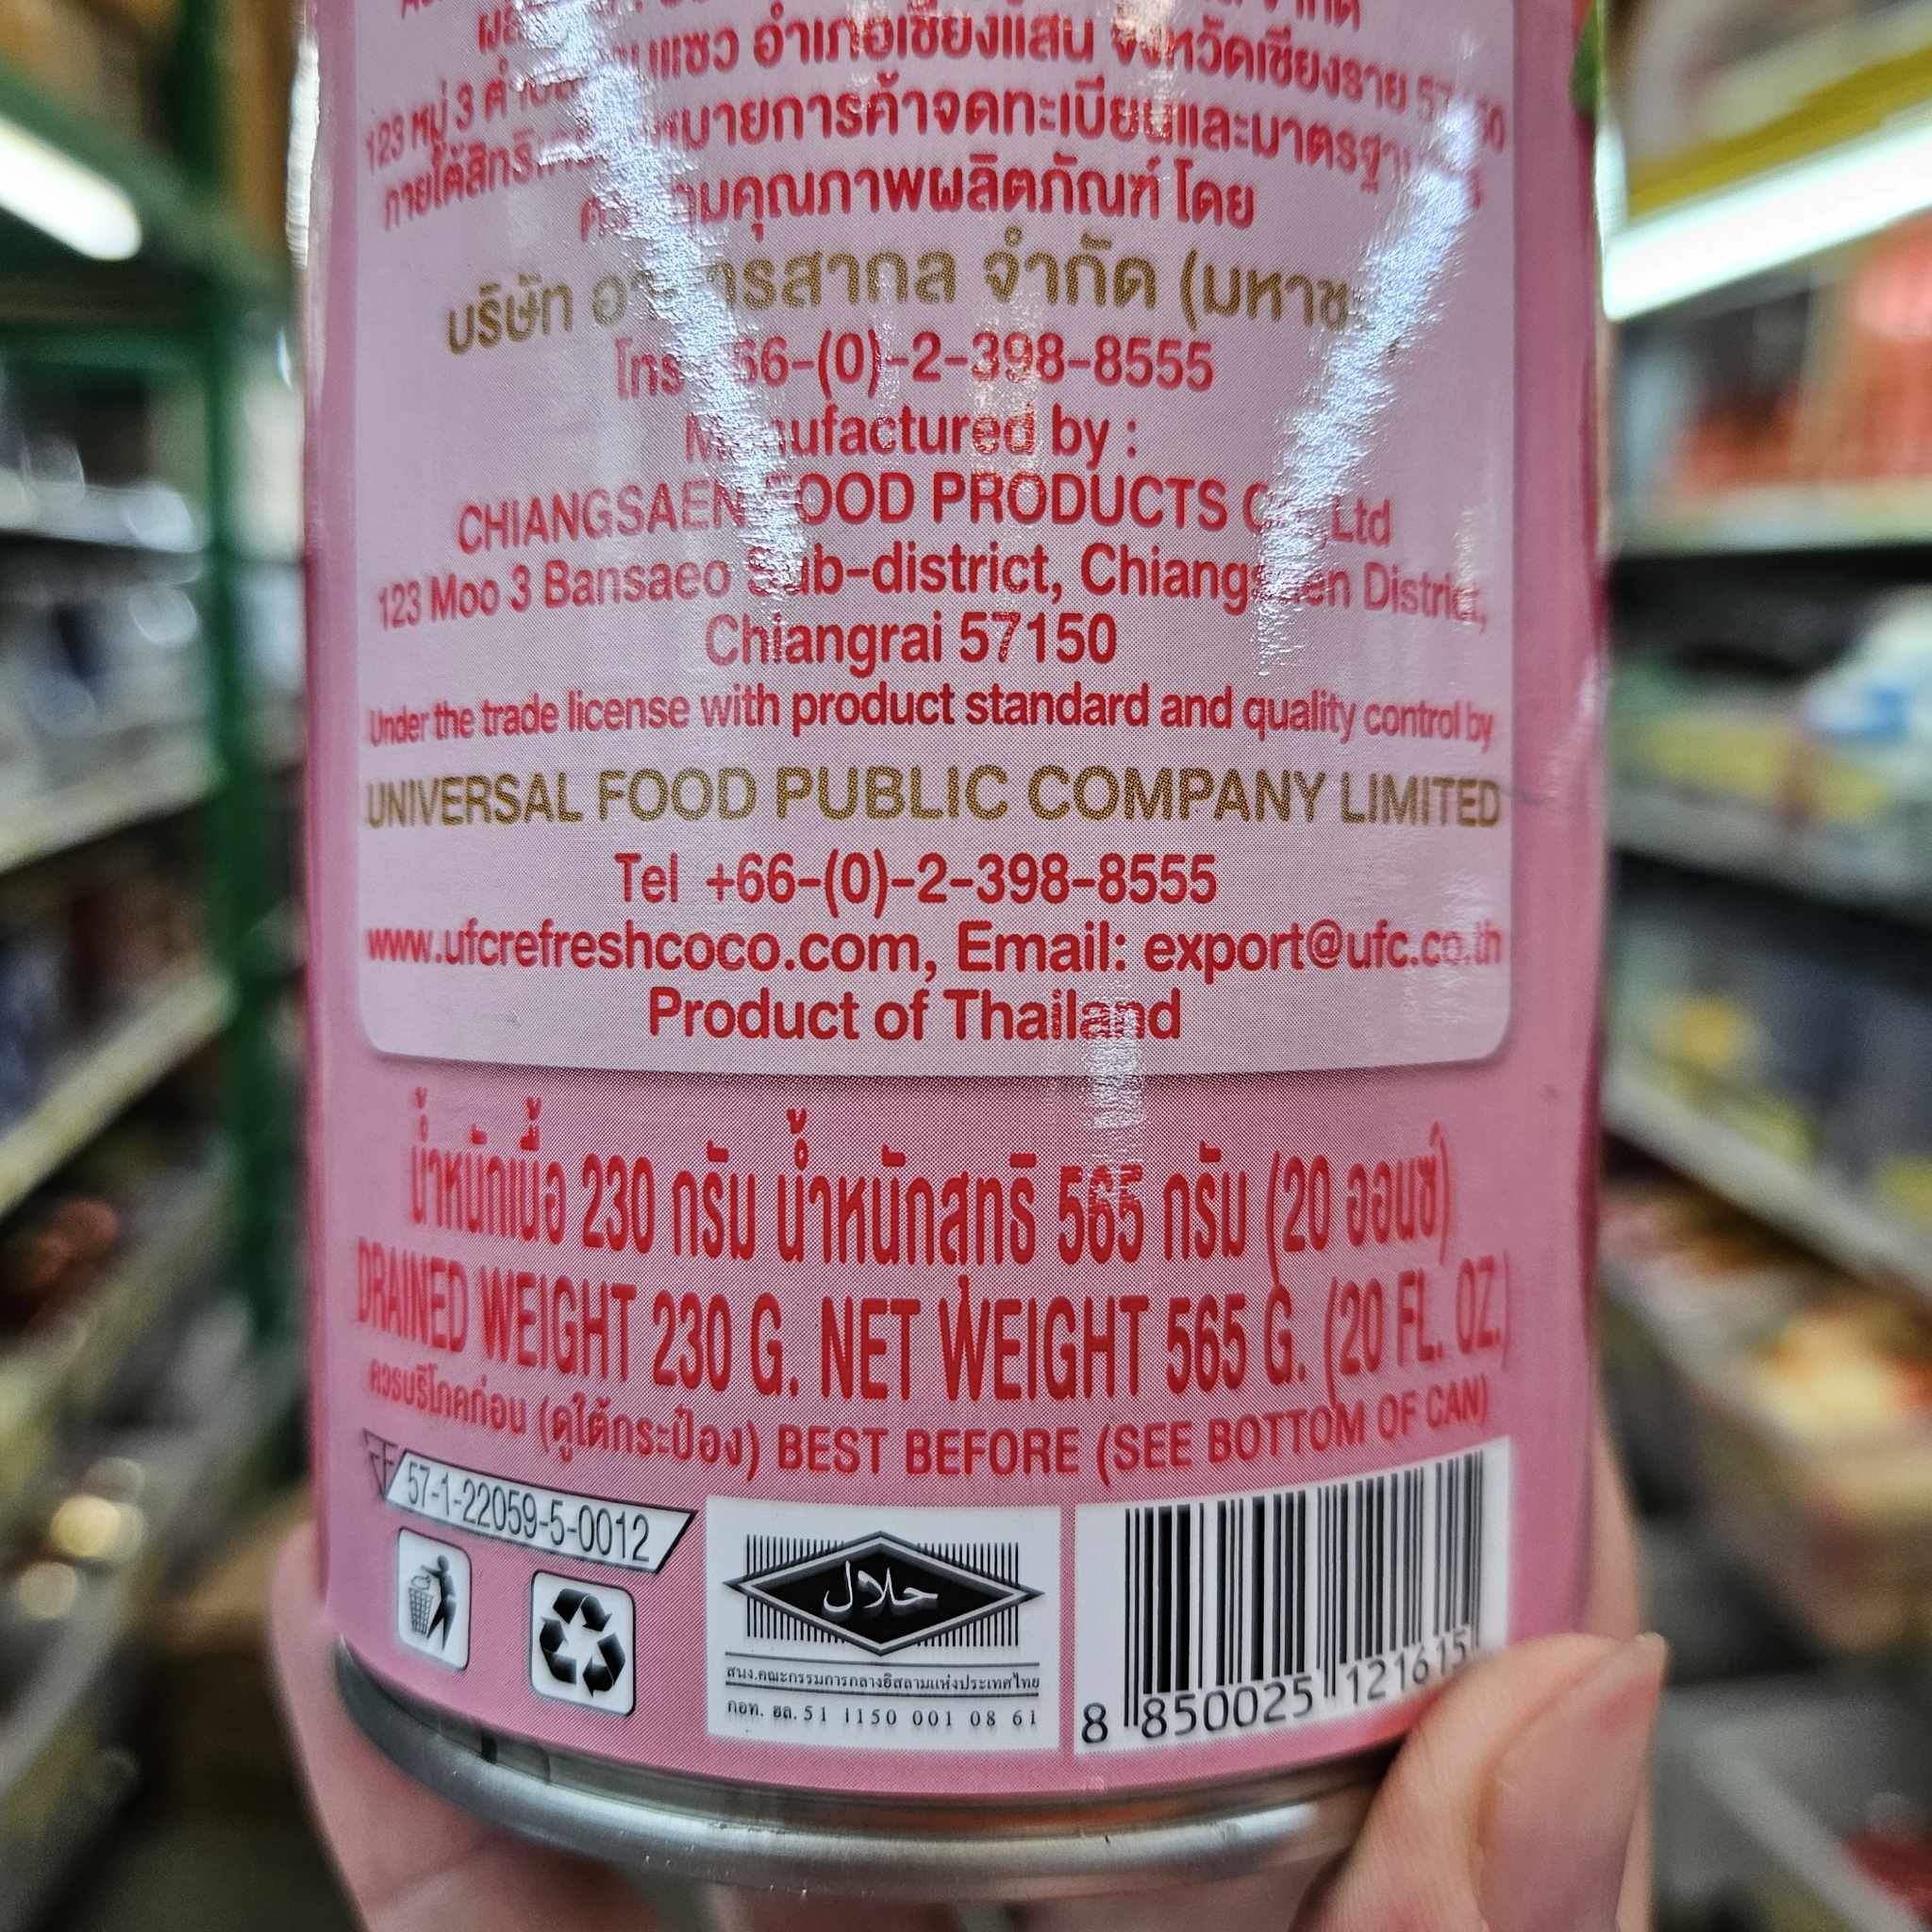 123 หมู่ 3 อำเภอเชียงแสน จังหวัดเชียงราย
การค้าจดทะเบียนและมาตรฐาน
คุณภาพผลิตภัณฑ์ โดย
บริษัท จำกัด
66-(0)-2-398-8555
Manufactured by :
CHIANGSAEN FOOD PRODUCTS Ltd
123 Moo 3 Bansaeo Sub-district, Chiangsaen District,
Chiangrai 57150
Under the trade license with product standard and quality control by
UNIVERSAL FOOD PUBLIC COMPANY LIMITED
Tel +66-(0)-2-398-8555
www.ufcrefreshcoco.com, Email: export@ufc.co.th
Product of Thailand
น้ำหนักเนื้อ 230 กรัม น้ำหนักสุทธิ 565 กรัม (20 ออนซ์)
DRAINED WEIGHT 230 G. NET WEIGHT 565 G. (20 FL. OZ.)
ควรบริโภคก่อน (ดูใต้กระป๋อง) BEST BEFORE (SEE BOTTOM OF CAN)
57-1-22059-5-0012
حلال
สนง.คณะกรรมการกลางอิสลามแห่งประเทศไทย
กอท. ฮล. 51 1150 001 08 61
8 850025 121615